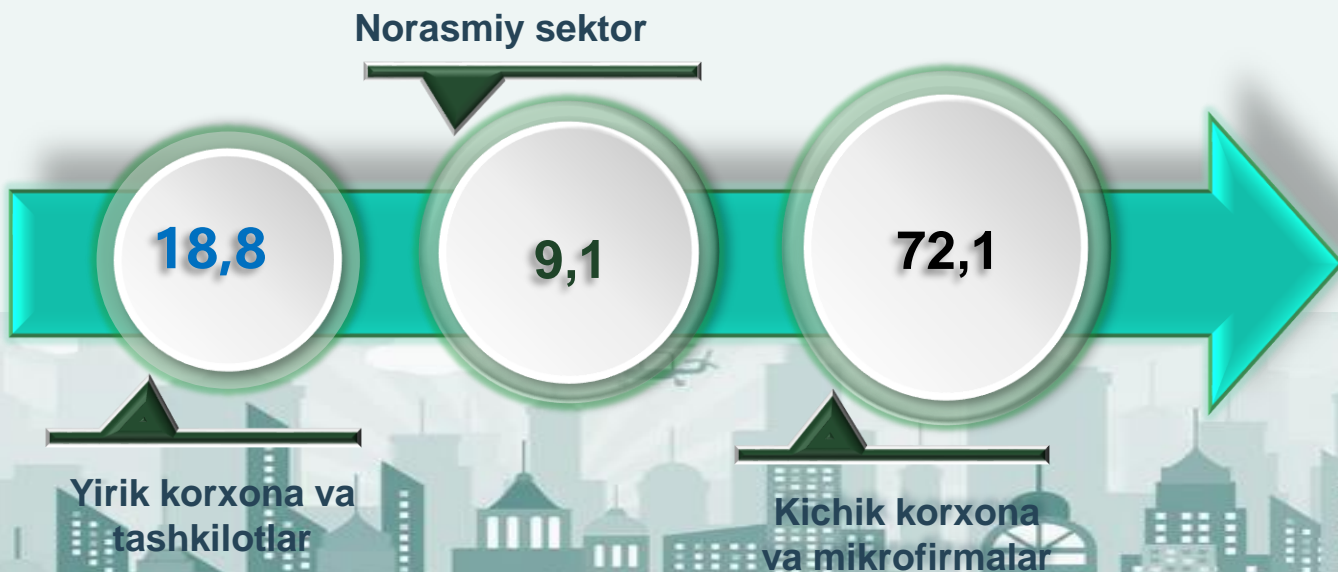 Norasmiy sektor
18,8
9,1
72,1
Yirik korxona va
tashkilotlar
Kichik korxona
va mikrofirmalar